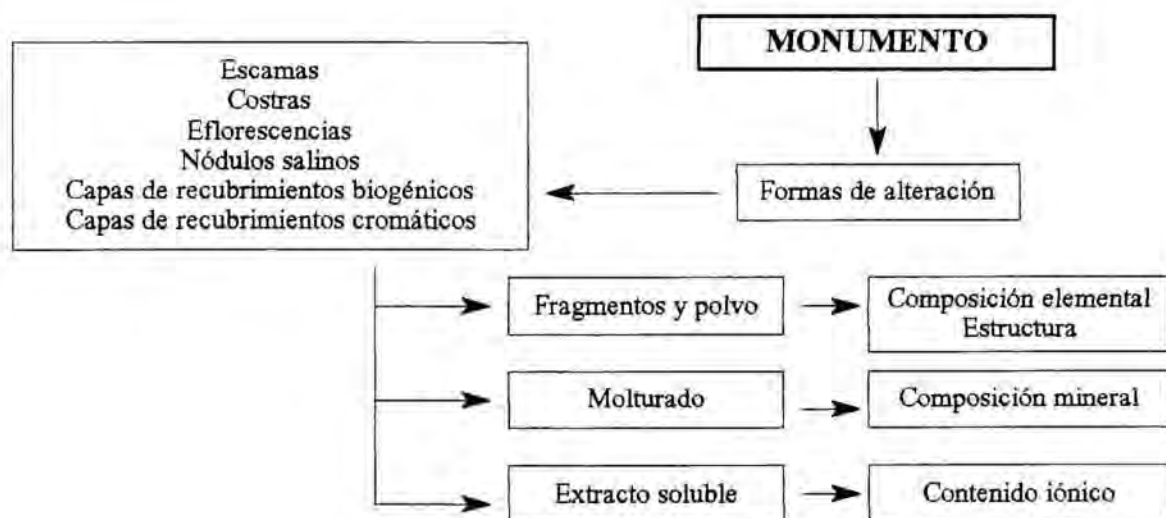 MONUMENTO
Formas de alteración
Escamas
Costras
Eflorescencias
Nódulos salinos
Capas de recubrimientos biogénicos
Capas de recubrimientos cromáticos
Fragmentos y polvo
Composición elemental
Estructura
Molturado
Composición mineral
Extracto soluble
Contenido iónico